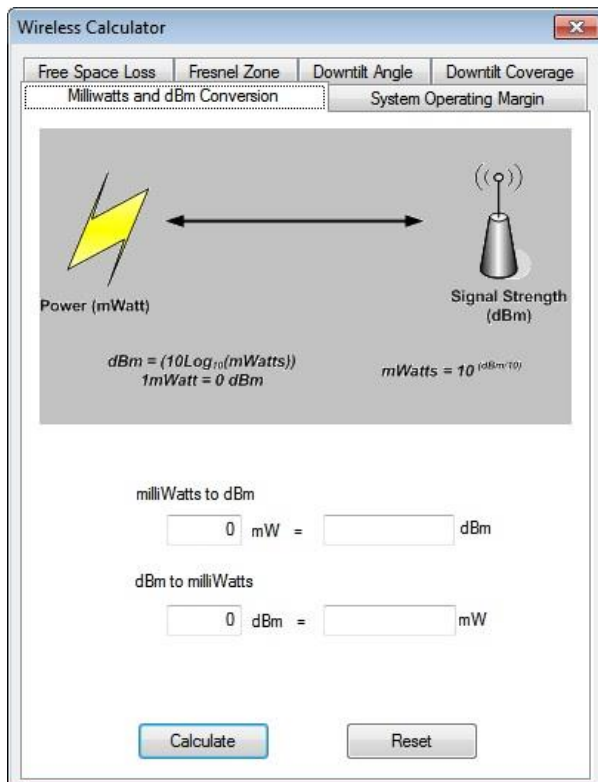 Wireless Calculator
Free Space Loss Fresnel Zone Downtilt Angle Downtilt Coverage
Milliwatts and dBm Conversion System Operating Margin
Power (mWatt)
Signal Strength
(dBm)
dBm = (10Log₁₀(mWatts))
1mWatt = 0 dBm
mWatts = 10 ⁽ᵈᴮᵐ/¹⁰⁾
milliWatts to dBm
0 mW = dBm
dBm to milliWatts
0 dBm = mW
Calculate Reset